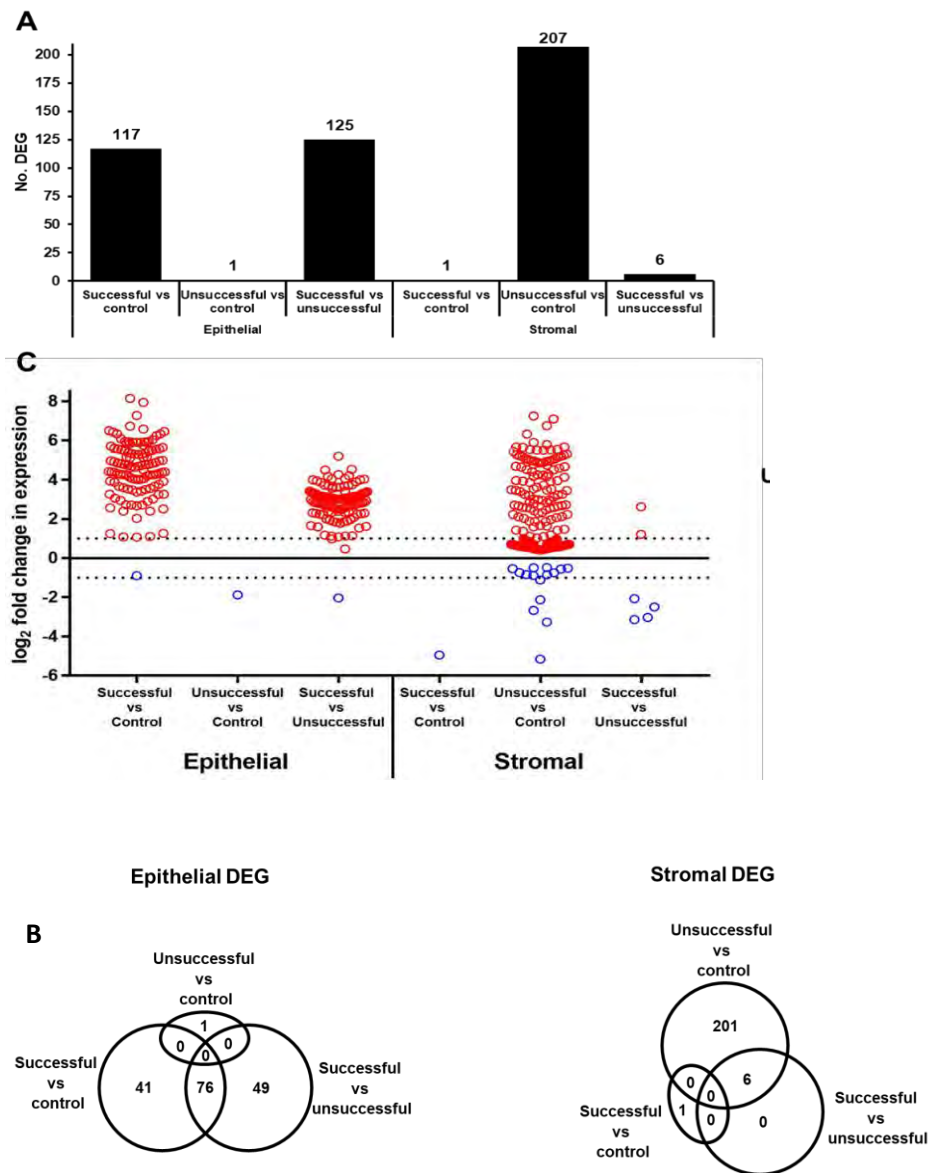 A
No. DEG
200
175
150
125
100
75
50
25
0
117
1
125
1
207
6
Successful vs control
Unsuccessful vs control
Successful vs unsuccessful
Successful vs control
Unsuccessful vs control
Successful vs unsuccessful
Epithelial
Stromal
C
log2 fold change in expression
8
6
4
2
0
-2
-4
-6
Successful vs Control
Unsuccessful vs Control
Successful vs Unsuccessful
Successful vs Control
Unsuccessful vs Control
Successful vs Unsuccessful
Epithelial
Stromal
Epithelial DEG
B
Unsuccessful
vs
control
1
0
0
0
Successful
vs
control
41
76
49
Successful
vs
unsuccessful
Stromal DEG
Unsuccessful
vs
control
201
0
6
0
1
0
0
Successful
vs
control
Successful
vs
unsuccessful